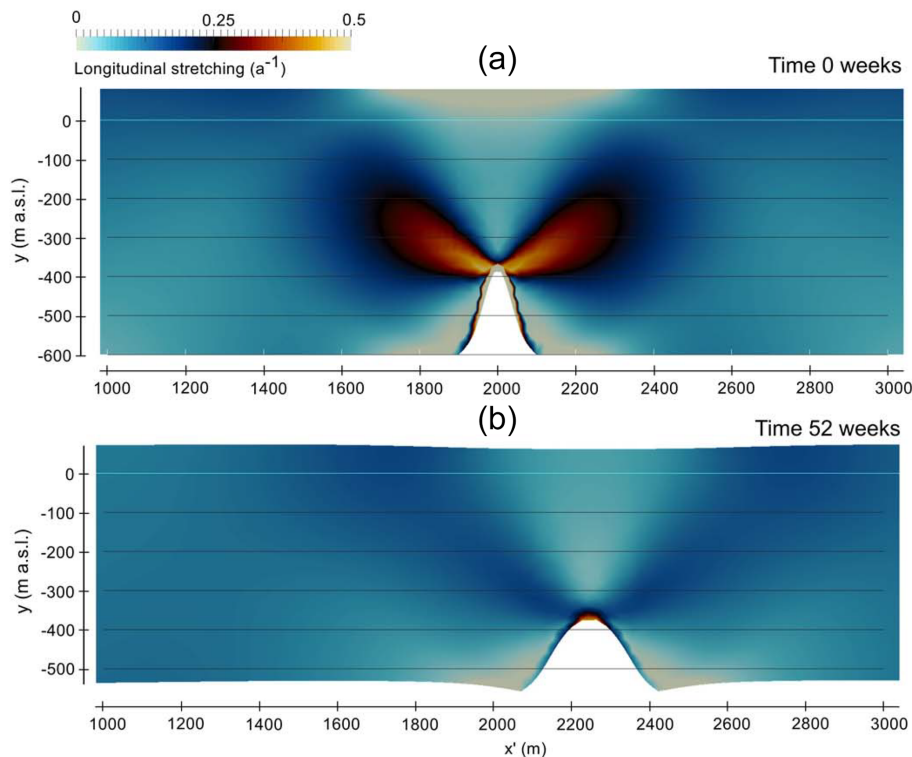 0 0.25 0.5
Longitudinal stretching (a-1)
(a)
Time 0 weeks
0
-100
-200
-300
-400
-500
-600
y (m a.s.l.)
1000 1200 1400 1600 1800 2000 2200 2400 2600 2800 3000
(b)
Time 52 weeks
0
-100
-200
-300
-400
-500
y (m a.s.l.)
1000 1200 1400 1600 1800 2000 2200 2400 2600 2800 3000
x' (m)